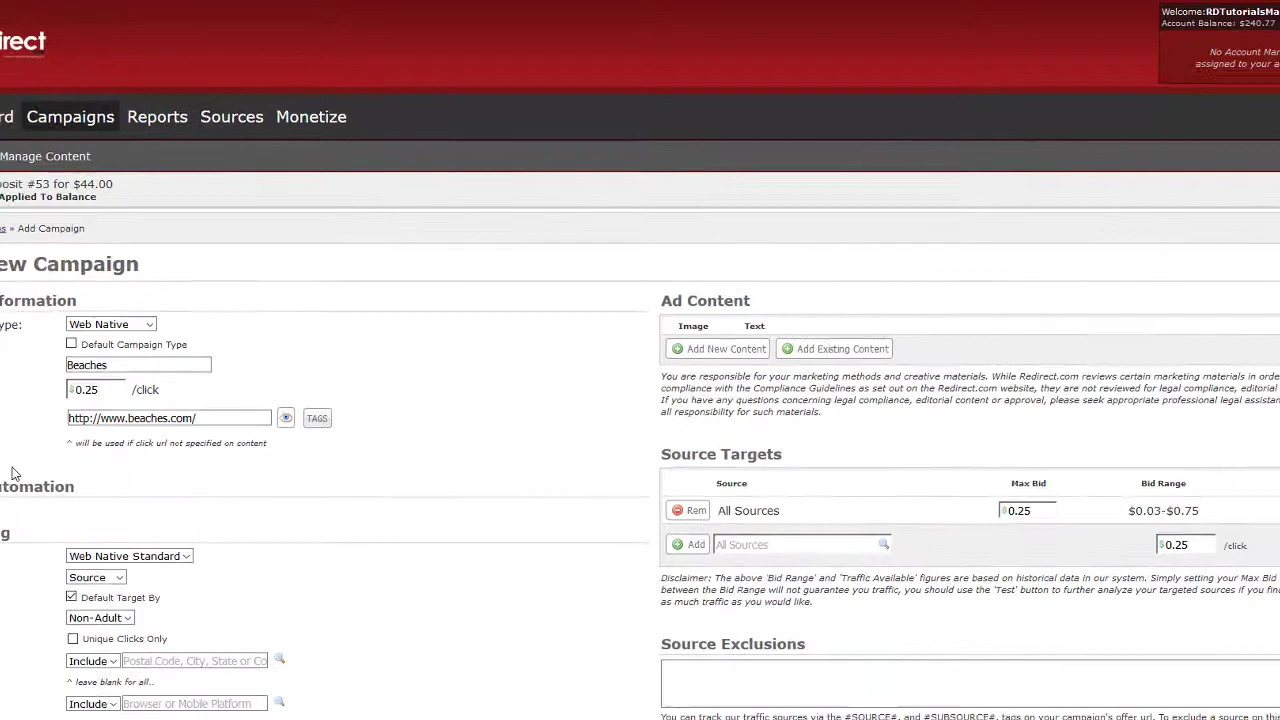 irect
Welcome:RDTutorialsMa
Account Balance: $240.77
No Account Man
assigned to your a
rd Campaigns Reports Sources Monetize
Manage Content
posit #53 for $44.00
Applied To Balance
s » Add Campaign
ew Campaign
formation
ype: Web Native
Default Campaign Type
Beaches
$0.25 /click
http://www.beaches.com/ TAGS
^ will be used if click url not specified on content
utomation
g
Web Native Standard
Source
Default Target By
Non-Adult
Unique Clicks Only
Include Postal Code, City, State or Co
^ leave blank for all..
Include Browser or Moble Platform
Ad Content
Image Text
Add New Content Add Existing Content
You are responsible for your marketing methods and creative materials. While Redirect.com reviews certain marketing materials in orde
compliance with the Compliance Guidelines as set out on the Redirect.com website, they are not reviewed for legal compliance, editorial
If you have any questions concerning legal compliance, editorial content or approval, please seek appropriate professional legal assistan
all responsibility for such materials.
Source Targets
Source Max Bid Bid Range
Rem All Sources $0.25 $0.03-$0.75
Add All Sources $0.25 /click
Disclaimer: The above 'Bid Range' and 'Traffic Available' figures are based on historical data in our system. Simply setting your Max Bid
between the Bid Range will not guarantee you traffic, you should use the 'Test' button to further analyze your targeted sources if you find
as much traffic as you would like.
Source Exclusions
You can track our traffic sources via the #SOURCE#, and #SUBSOURCE#, tags on your campaign's offer url. To exclude a source on this